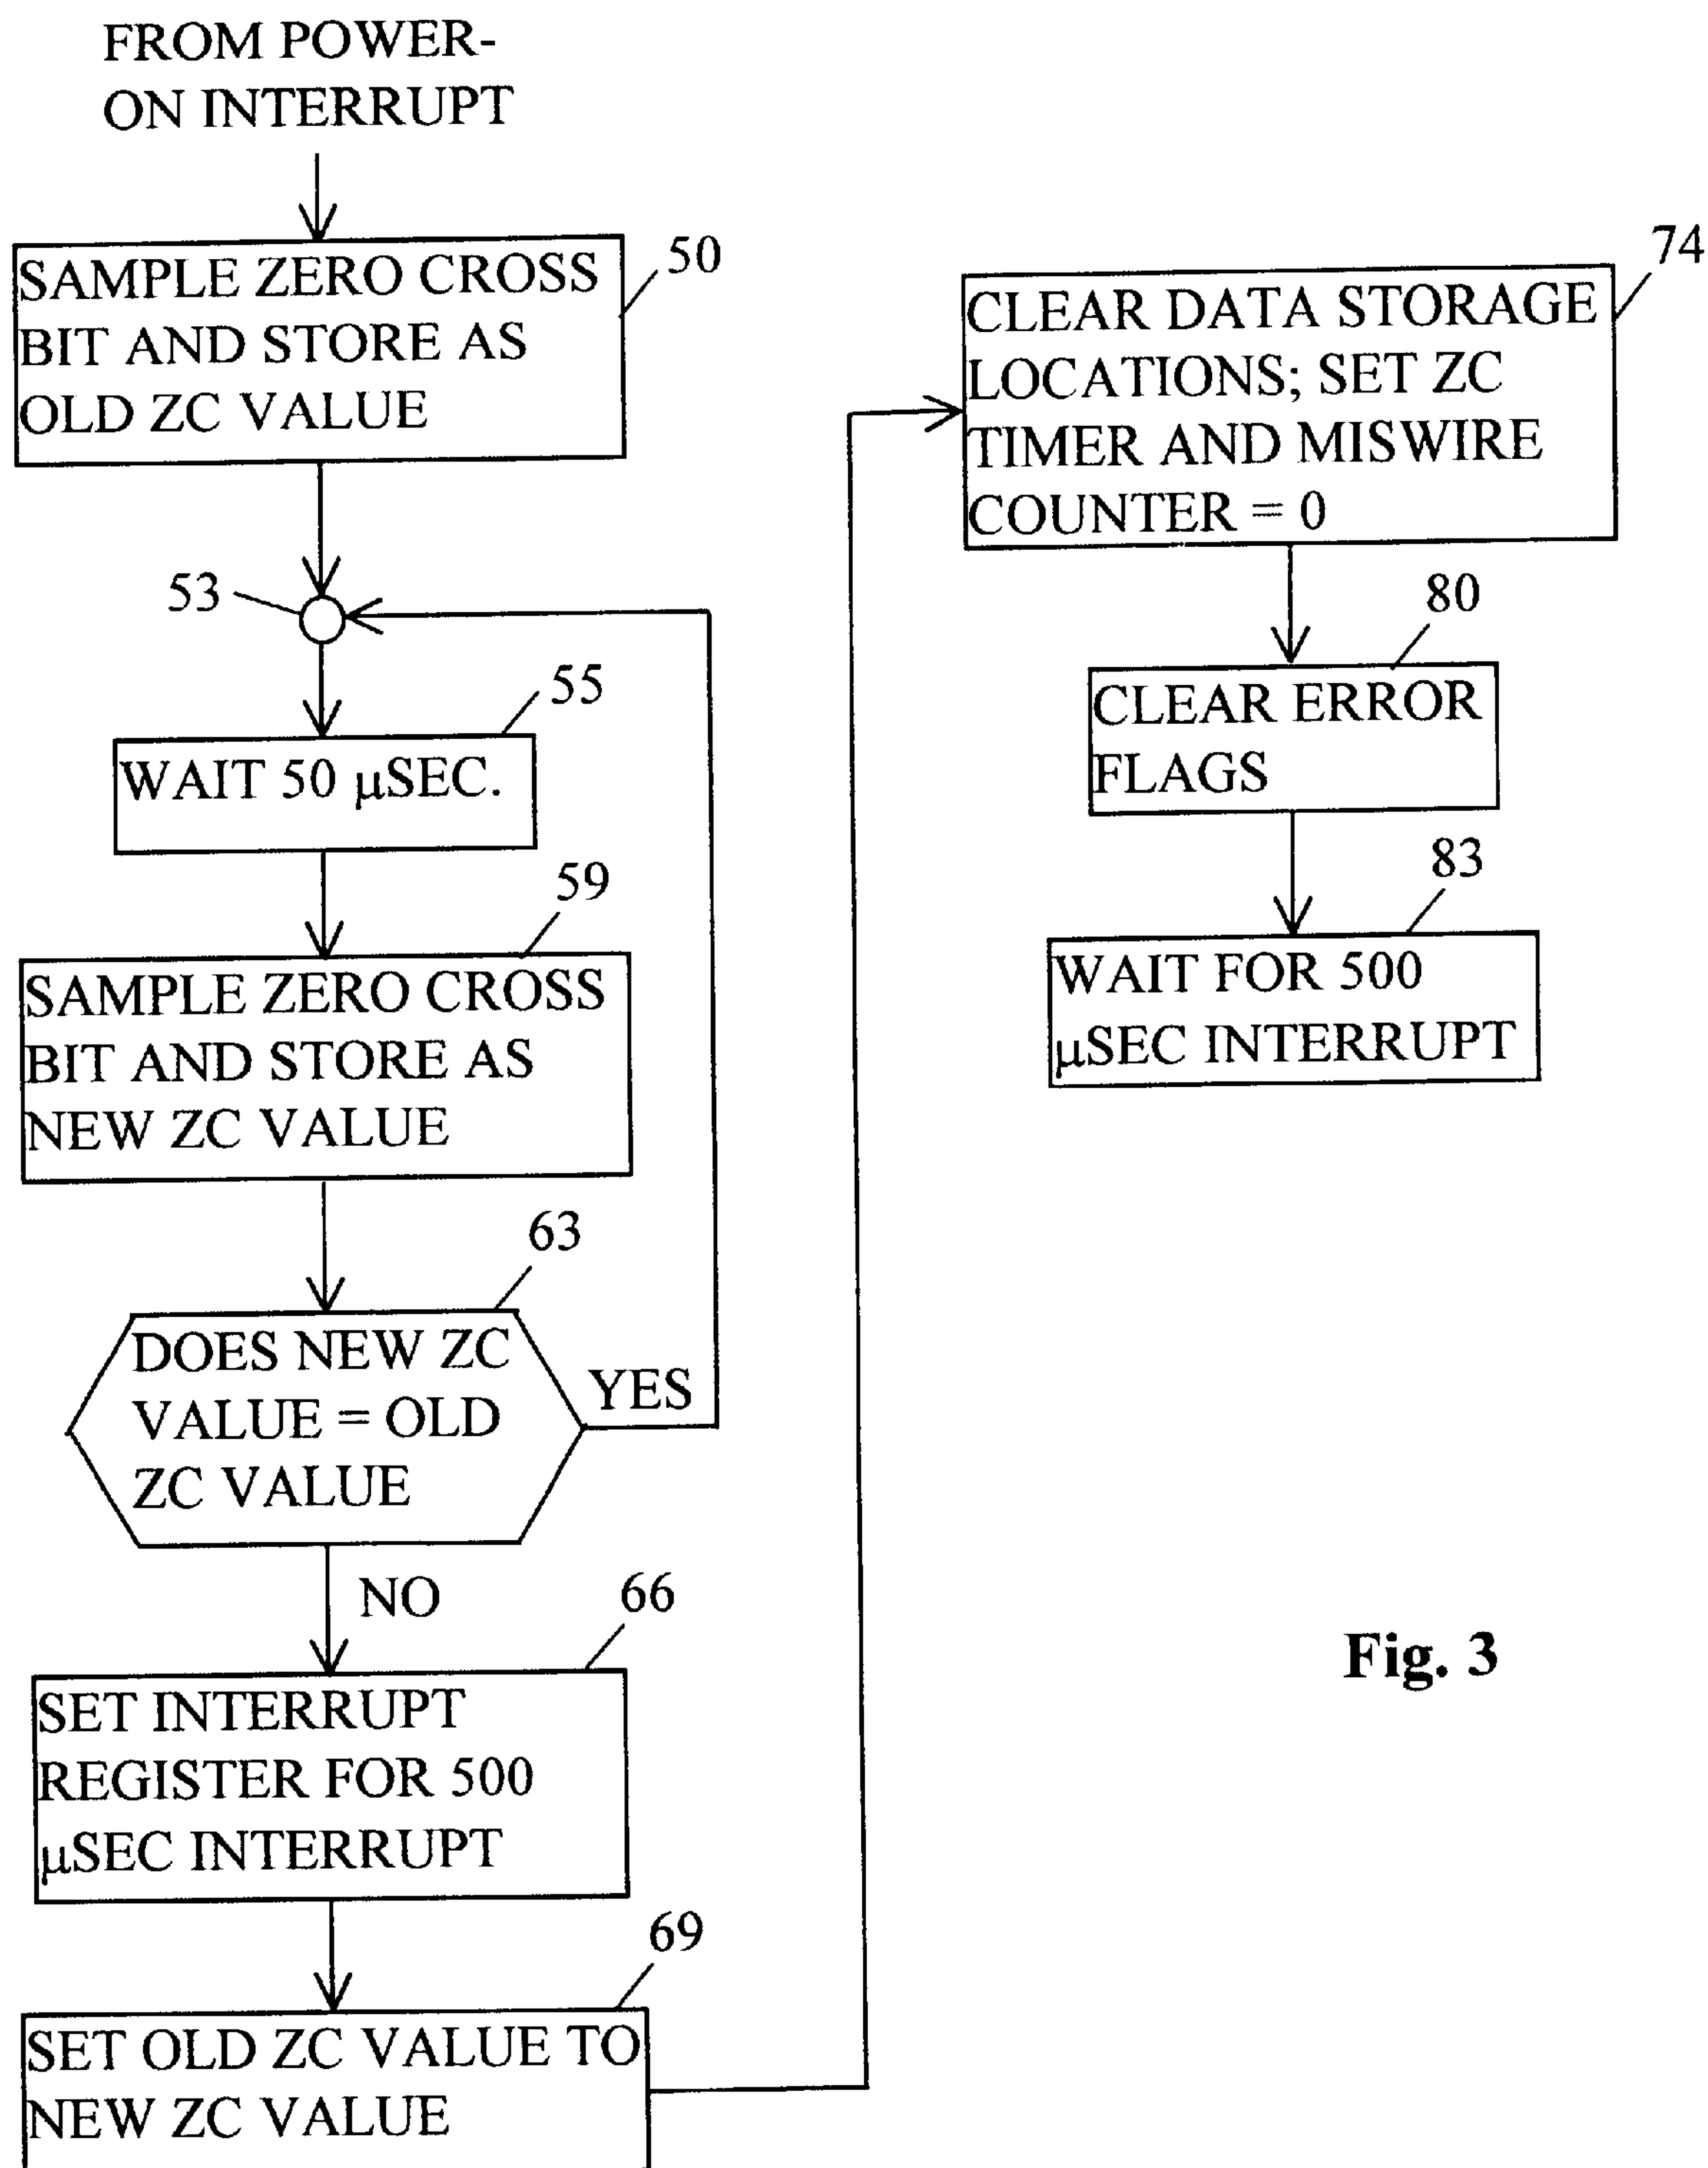 FROM POWER-
ON INTERRUPT
SAMPLE ZERO CROSS
BIT AND STORE AS
OLD ZC VALUE
50
53
55
WAIT 50 µSEC.
59
SAMPLE ZERO CROSS
BIT AND STORE AS
NEW ZC VALUE
63
DOES NEW ZC
VALUE = OLD
ZC VALUE
YES
NO
66
SET INTERRUPT
REGISTER FOR 500
µSEC INTERRUPT
69
SET OLD ZC VALUE TO
NEW ZC VALUE
74
CLEAR DATA STORAGE
LOCATIONS; SET ZC
TIMER AND MISWIRE
COUNTER = 0
80
CLEAR ERROR
FLAGS
83
WAIT FOR 500
µSEC INTERRUPT
Fig. 3